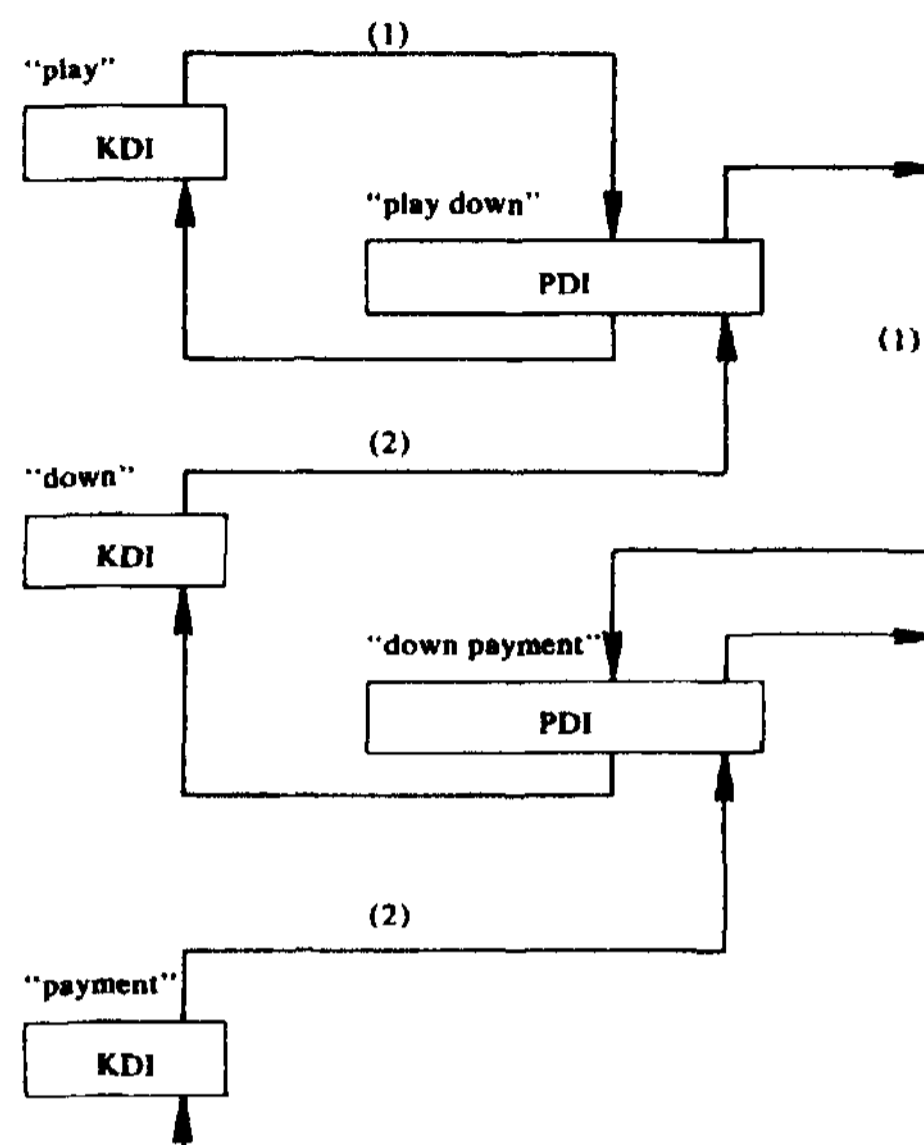 (1)
“play”
KDI
“play down”
PDI
(1)
(2)
“down”
KDI
“down payment”
PDI
(2)
“payment”
KDI